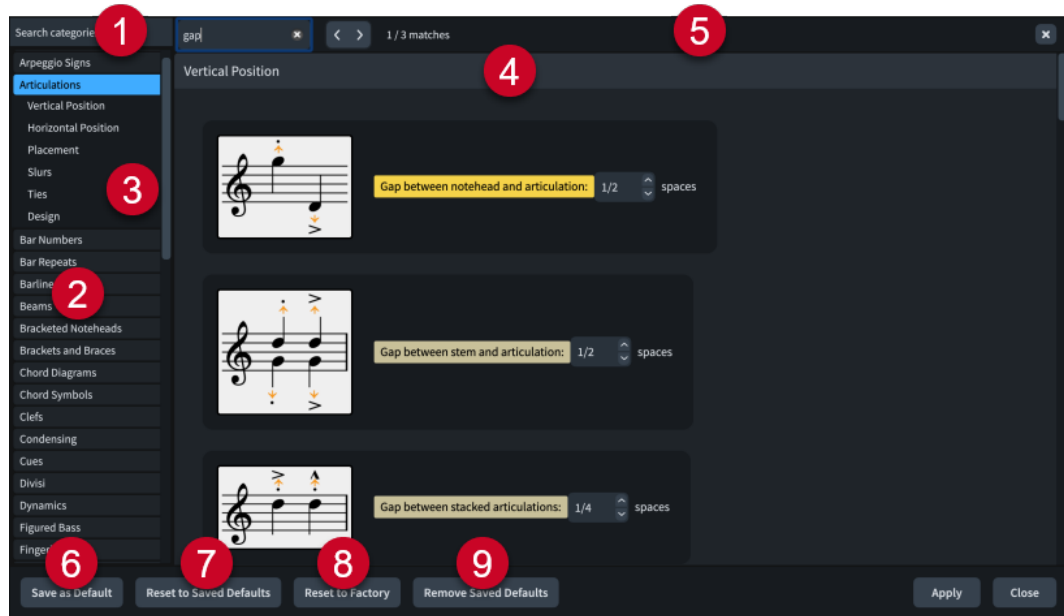 Search categorie
1
gap
1 / 3 matches
5
Arpeggio Signs
Articulations
Vertical Position
Horizontal Position
Placement
Slurs
Ties
Design
3
Bar Numbers
Bar Repeats
Barline
Beams
2
Bracketed Noteheads
Brackets and Braces
Chord Diagrams
Chord Symbols
Clefs
Condensing
Cues
Divisi
Dynamics
Figured Bass
Finger
Vertical Position
4
Gap between notehead and articulation: 1/2 spaces
Gap between stem and articulation: 1/2 spaces
Gap between stacked articulations: 1/4 spaces
6
7
8
9
Save as Default
Reset to Saved Defaults
Reset to Factory
Remove Saved Defaults
Apply
Close